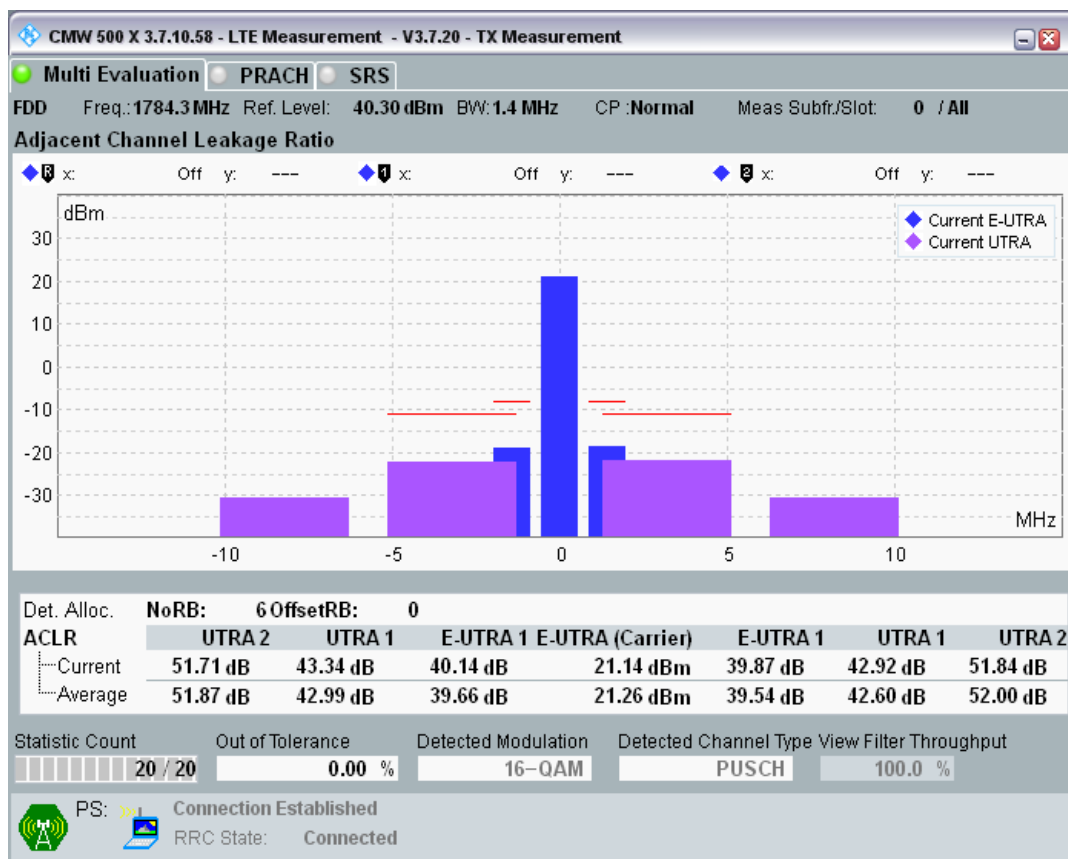 CMW 500 X 3.7.10.58 - LTE Measurement - V3.7.20 - TX Measurement
Multi Evaluation PRACH SRS
FDD Freq.: 1784.3 MHz Ref. Level: 40.30 dBm BW: 1.4 MHz CP :Normal Meas Subfr./Slot: 0 / All
Adjacent Channel Leakage Ratio
R x: Off y: --- 1 x: Off y: --- 2 x: Off y: ---
dBm
Current E-UTRA
Current UTRA
30
20
10
0
-10
-20
-30
MHz
-10 -5 0 5 10
Det. Alloc. NoRB: 6 OffsetRB: 0
ACLR UTRA 2 UTRA 1 E-UTRA 1 E-UTRA (Carrier) E-UTRA 1 UTRA 1 UTRA 2
Current 51.71 dB 43.34 dB 40.14 dB 21.14 dBm 39.87 dB 42.92 dB 51.84 dB
Average 51.87 dB 42.99 dB 39.66 dB 21.26 dBm 39.54 dB 42.60 dB 52.00 dB
Statistic Count Out of Tolerance Detected Modulation Detected Channel Type View Filter Throughput
20 / 20 0.00 % 16-QAM PUSCH 100.0 %
PS: Connection Established
RRC State: Connected